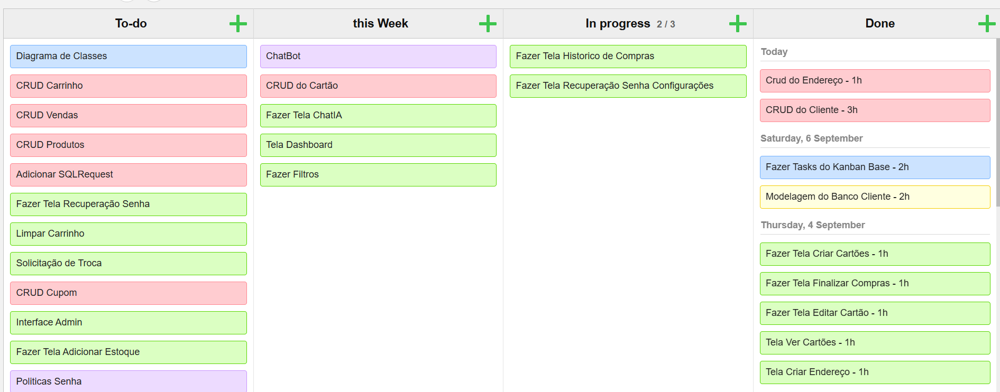 To-do
Diagrama de Classes
CRUD Carrinho
CRUD Vendas
CRUD Produtos
Adicionar SQLRequest
Fazer Tela Recuperação Senha
Limpar Carrinho
Solicitação de Troca
CRUD Cupom
Interface Admin
Fazer Tela Adicionar Estoque
Politicas Senha
this Week
ChatBot
CRUD do Cartão
Fazer Tela ChatIA
Tela Dashboard
Fazer Filtros
In progress 2 / 3
Fazer Tela Historico de Compras
Fazer Tela Recuperação Senha Configurações
Done
Today
Crud do Endereço - 1h
CRUD do Cliente - 3h
Saturday, 6 September
Fazer Tasks do Kanban Base - 2h
Modelagem do Banco Cliente - 2h
Thursday, 4 September
Fazer Tela Criar Cartões - 1h
Fazer Tela Finalizar Compras - 1h
Fazer Tela Editar Cartão - 1h
Tela Ver Cartões - 1h
Tela Criar Endereço - 1h